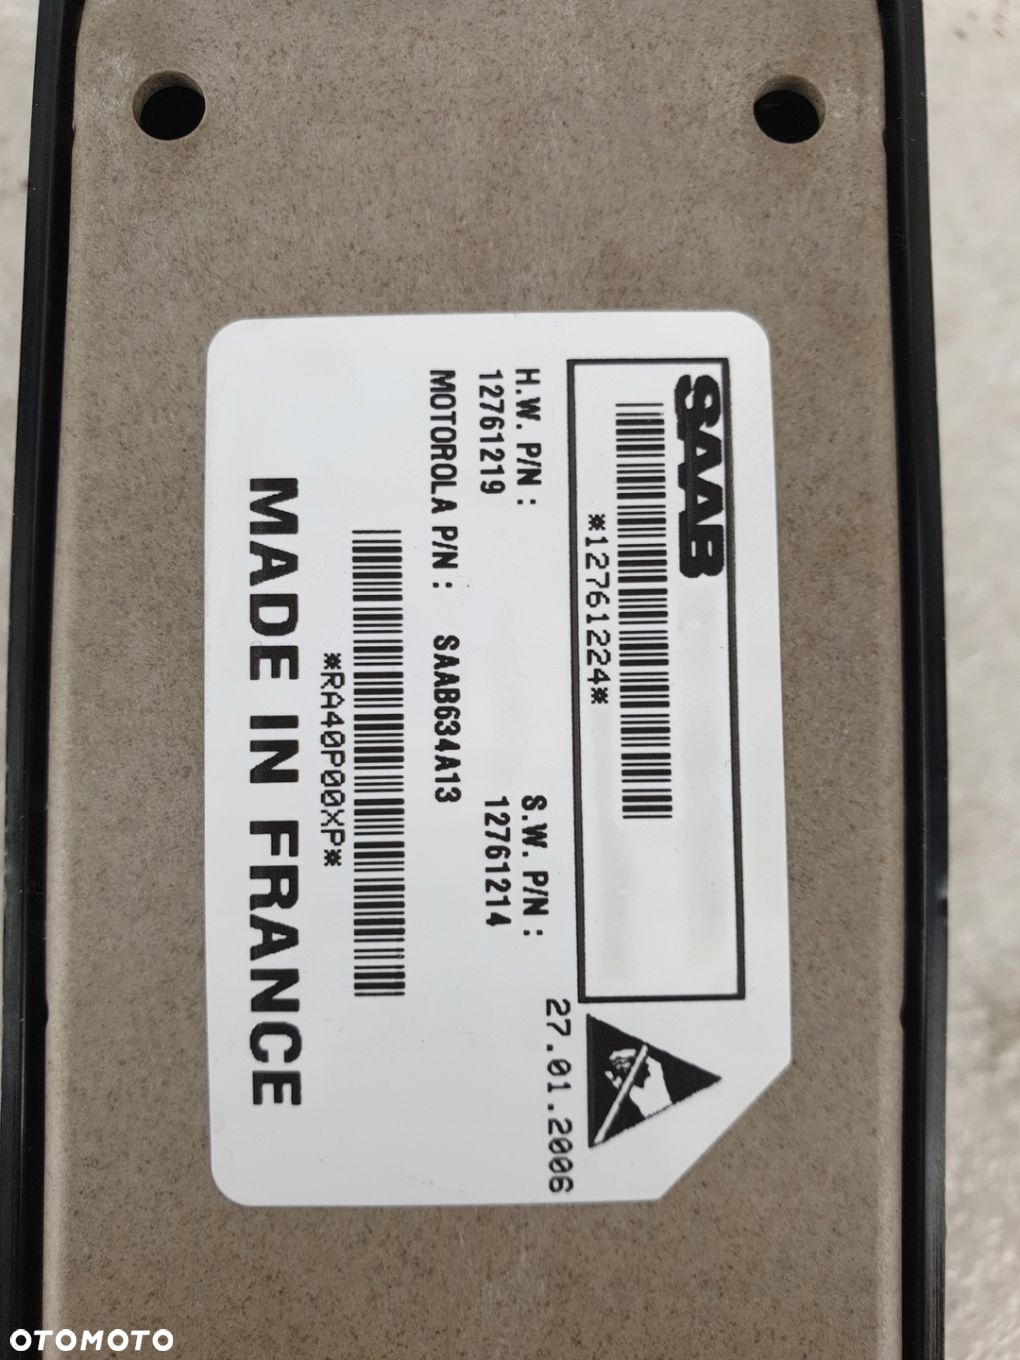 SAAB
*12761224*
27.01.2006
H.W. P/N :
S.W. P/N :
12761219
12761214
MOTOROLA P/N : SAAB634A13
*RA40P00XP*
MADE IN FRANCE
OTOMOTO